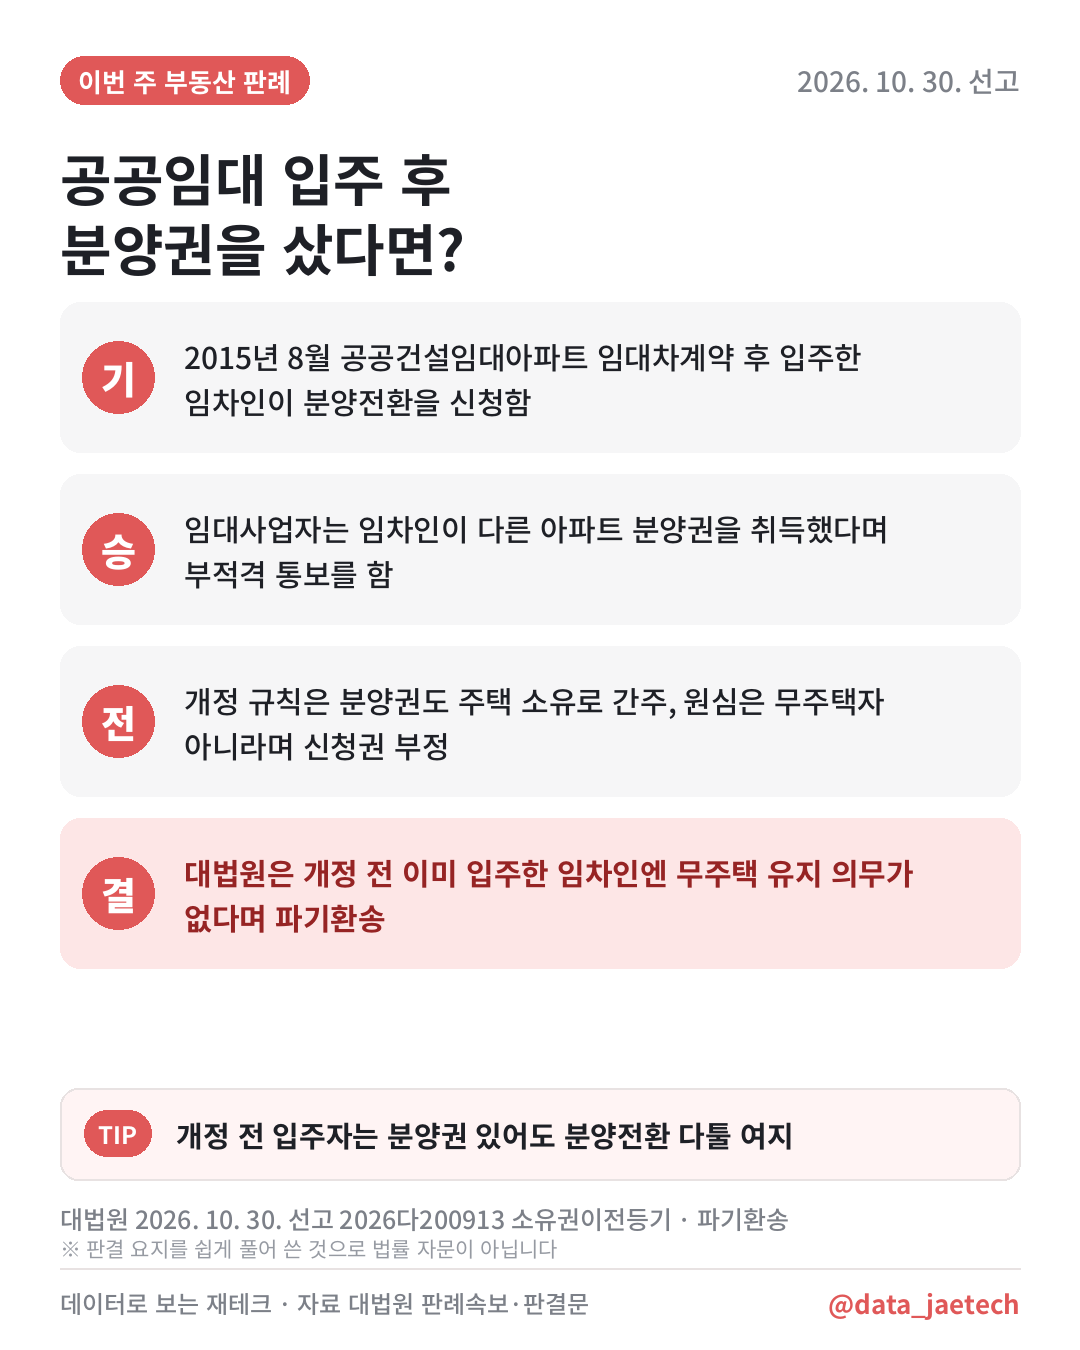 이번 주 부동산 판례
2026. 10. 30. 선고
공공임대 입주 후
분양권을 샀다면?
기
2015년 8월 공공건설임대아파트 임대차계약 후 입주한
임차인이 분양전환을 신청함
승
임대사업자는 임차인이 다른 아파트 분양권을 취득했다며
부적격 통보를 함
전
개정 규칙은 분양권도 주택 소유로 간주, 원심은 무주택자
아니라며 신청권 부정
결
대법원은 개정 전 이미 입주한 임차인엔 무주택 유지 의무가
없다며 파기환송
TIP
개정 전 입주자는 분양권 있어도 분양전환 다툴 여지
대법원 2026. 10. 30. 선고 2026다200913 소유권이전등기 · 파기환송
※ 판결 요지를 쉽게 풀어 쓴 것으로 법률 자문이 아닙니다
데이터로 보는 재테크 · 자료 대법원 판례속보·판결문
@data_jaetech